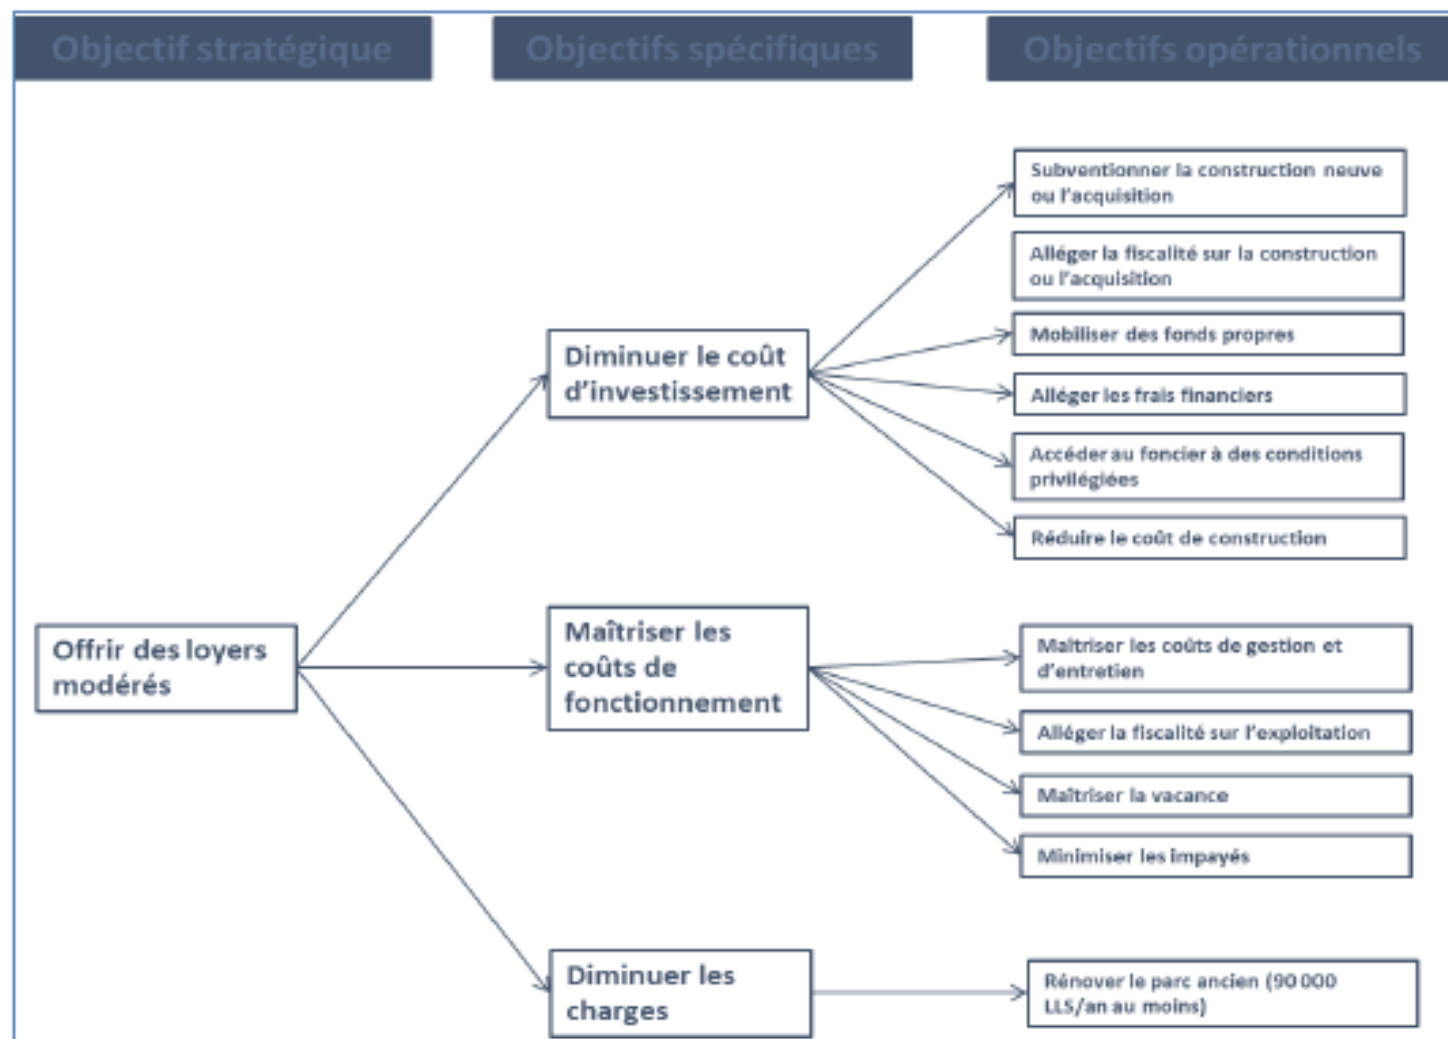 Objectif stratégique
Objectifs spécifiques
Objectifs opérationnels
Offrir des loyers
modérés
Diminuer le coût
d'investissement
Subventionner la construction neuve
ou l'acquisition
Alléger la fiscalité sur la construction
ou l'acquisition
Mobiliser des fonds propres
Alléger les frais financiers
Accéder au foncier à des conditions
privilégiées
Réduire le coût de construction
Maîtriser les
coûts de
fonctionnement
Maîtriser les coûts de gestion et
d'entretien
Alléger la fiscalité sur l'exploitation
Maîtriser la vacance
Minimiser les impayés
Diminuer les
charges
Rénover le parc ancien (90 000
LLS/an au moins)